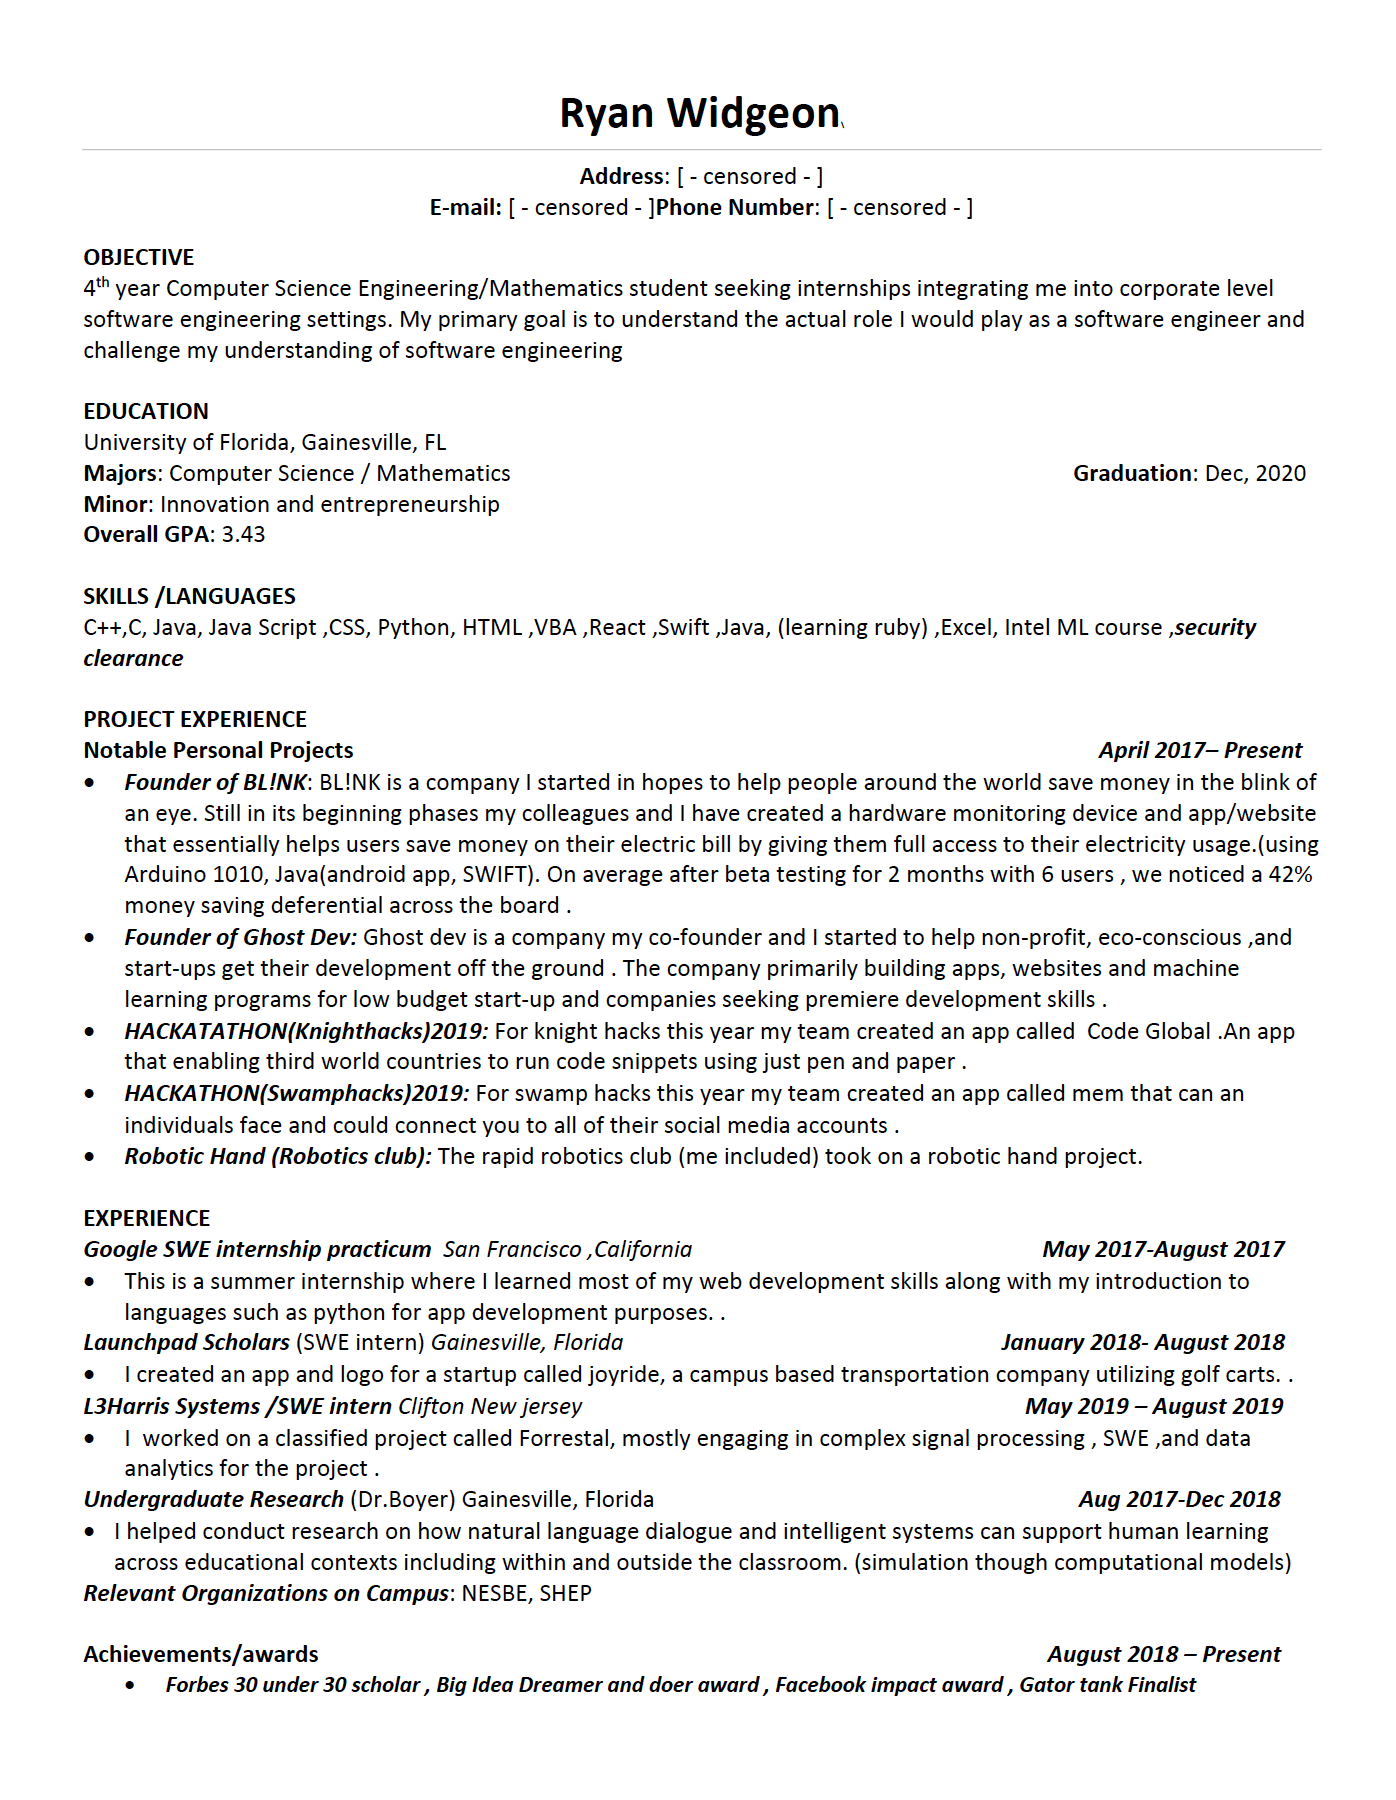 Ryan Widgeon\
Address: [ - censored - ]
E-mail: [ - censored - ]Phone Number: [ - censored - ]
OBJECTIVE
4th year Computer Science Engineering/Mathematics student seeking internships integrating me into corporate level
software engineering settings. My primary goal is to understand the actual role I would play as a software engineer and
challenge my understanding of software engineering
EDUCATION
University of Florida, Gainesville, FL
Majors: Computer Science / Mathematics Graduation: Dec, 2020
Minor: Innovation and entrepreneurship
Overall GPA: 3.43
SKILLS /LANGUAGES
C++,C, Java, Java Script ,CSS, Python, HTML ,VBA ,React ,Swift ,Java, (learning ruby) ,Excel, Intel ML course ,security
clearance
PROJECT EXPERIENCE
Notable Personal Projects April 2017– Present
• Founder of BL!NK: BL!NK is a company I started in hopes to help people around the world save money in the blink of
an eye. Still in its beginning phases my colleagues and I have created a hardware monitoring device and app/website
that essentially helps users save money on their electric bill by giving them full access to their electricity usage.(using
Arduino 1010, Java(android app, SWIFT). On average after beta testing for 2 months with 6 users , we noticed a 42%
money saving deferential across the board .
• Founder of Ghost Dev: Ghost dev is a company my co-founder and I started to help non-profit, eco-conscious ,and
start-ups get their development off the ground . The company primarily building apps, websites and machine
learning programs for low budget start-up and companies seeking premiere development skills .
• HACKATATHON(Knighthacks)2019: For knight hacks this year my team created an app called  Code Global .An app
that enabling third world countries to run code snippets using just pen and paper .
• HACKATHON(Swamphacks)2019: For swamp hacks this year my team created an app called mem that can an
individuals face and could connect you to all of their social media accounts .
• Robotic Hand (Robotics club): The rapid robotics club (me included) took on a robotic hand project.
EXPERIENCE
Google SWE internship practicum  San Francisco ,California May 2017-August 2017
• This is a summer internship where I learned most of my web development skills along with my introduction to
languages such as python for app development purposes. .
Launchpad Scholars (SWE intern) Gainesville, Florida January 2018- August 2018
• I created an app and logo for a startup called joyride, a campus based transportation company utilizing golf carts. .
L3Harris Systems /SWE intern Clifton New jersey May 2019 – August 2019
• I  worked on a classified project called Forrestal, mostly engaging in complex signal processing , SWE ,and data
analytics for the project .
Undergraduate Research (Dr.Boyer) Gainesville, Florida Aug 2017-Dec 2018
• I helped conduct research on how natural language dialogue and intelligent systems can support human learning
across educational contexts including within and outside the classroom. (simulation though computational models)
Relevant Organizations on Campus: NESBE, SHEP
Achievements/awards August 2018 – Present
• Forbes 30 under 30 scholar , Big Idea Dreamer and doer award , Facebook impact award , Gator tank Finalist